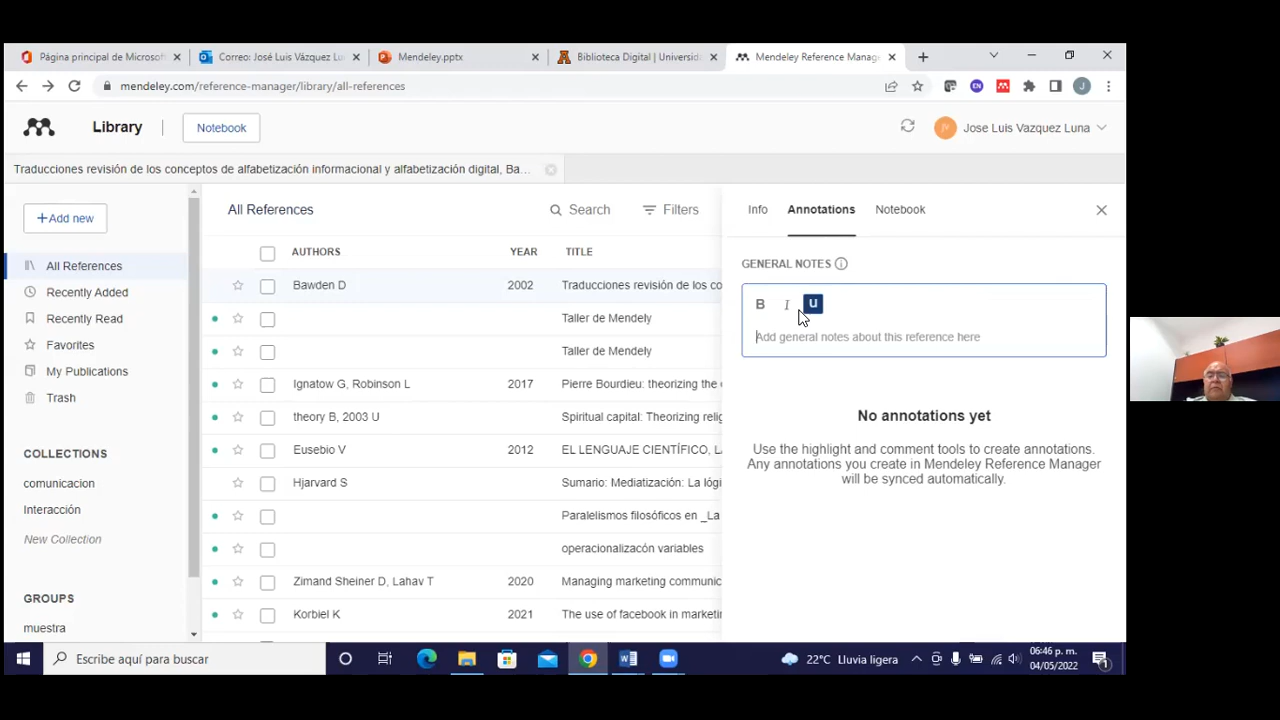 Página principal de Microsoft
Correo: José Luis Vázquez Lu
Mendeley.pptx
Biblioteca Digital | Universid
Mendeley Reference Manag
mendeley.com/reference-manager/library/all-references
EN
J
Library
Notebook
Jose Luis Vazquez Luna
Traducciones revisión de los conceptos de alfabetización informacional y alfabetización digital, Ba...
+Add new
All References
Recently Added
Recently Read
Favorites
My Publications
Trash
COLLECTIONS
comunicacion
Interacción
New Collection
GROUPS
muestra
All References
Search
Filters
AUTHORS YEAR TITLE
Bawden D 2002 Traducciones revisión de los co
Taller de Mendely
Taller de Mendely
Ignatow G, Robinson L 2017 Pierre Bourdieu: theorizing the
theory B, 2003 U Spiritual capital: Theorizing relig
Eusebio V 2012 EL LENGUAJE CIENTÍFICO, LA
Hjarvard S Sumario: Mediatización: La lógi
Paralelismos filosóficos en _La
operacionalizacón variables
Zimand Sheiner D, Lahav T 2020 Managing marketing communic
Korbiel K 2021 The use of facebook in marketin
Info
Annotations
Notebook
GENERAL NOTES
B I U
Add general notes about this reference here
No annotations yet
Use the highlight and comment tools to create annotations.
Any annotations you create in Mendeley Reference Manager
will be synced automatically.
Escribe aquí para buscar
22°C Lluvia ligera
06:46 p. m.
04/05/2022
1